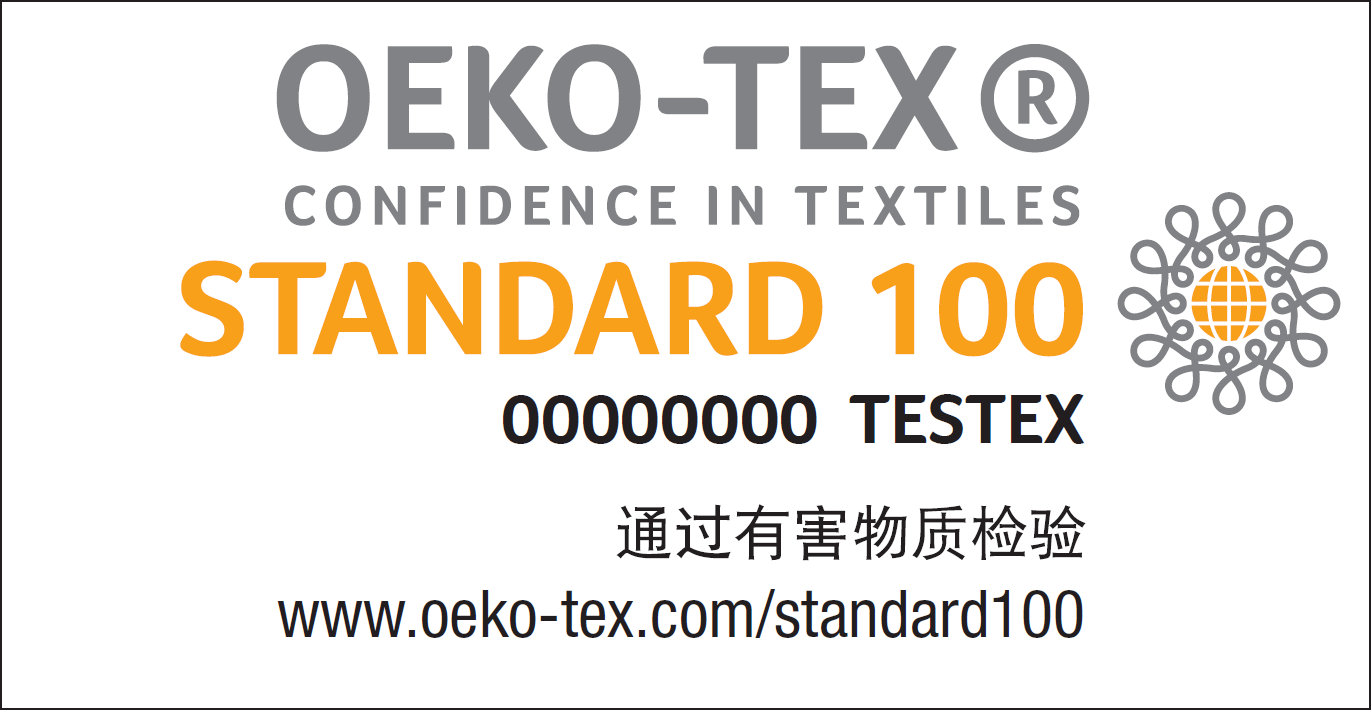 OEKO-TEX®
CONFIDENCE IN TEXTILES
STANDARD 100
00000000 TESTEX
通过有害物质检验
www.oeko-tex.com/standard100